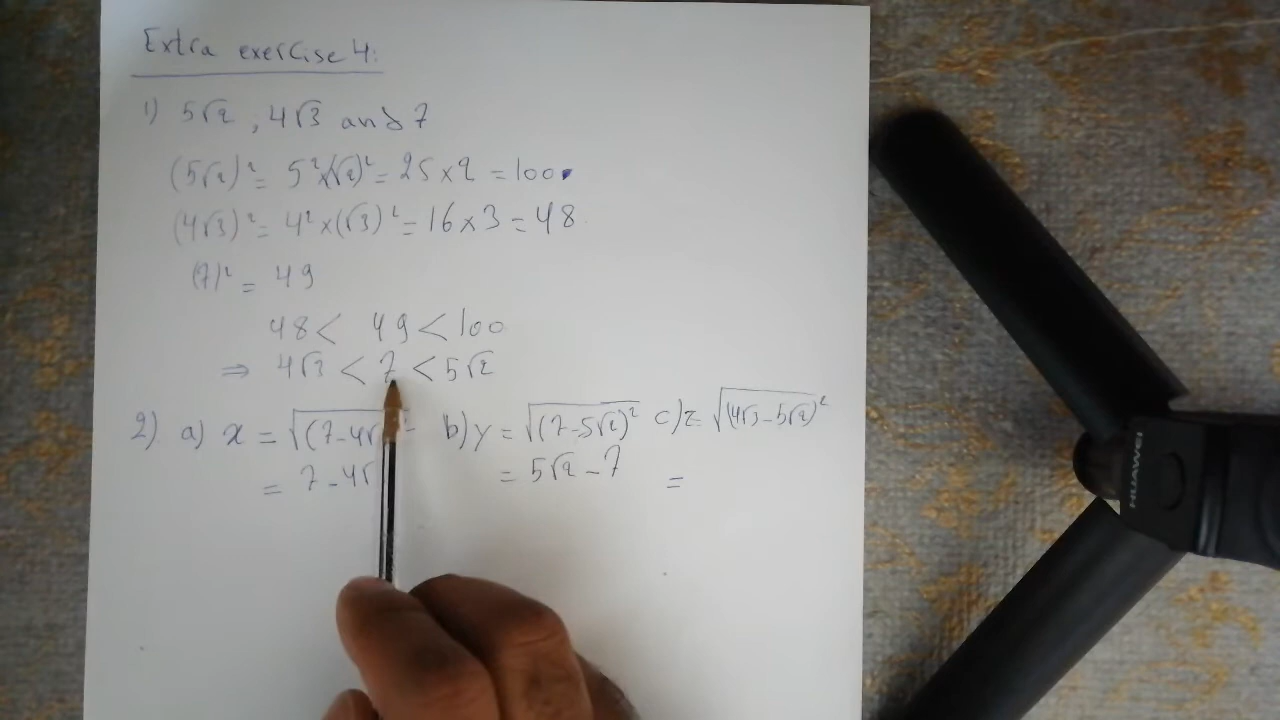 Extra exercise 4:
1) 5√2 , 4√3 and 7
(5√2)² = 5²×(√2)² = 25 × 2 = 100
(4√3)² = 4² × (√3)² = 16 × 3 = 48
(7)² = 49
48 < 49 < 100
⇒ 4√3 < 7 < 5√2
2) a) x = √(7-4√ ² b) y = √(7-5√2)² c) z = √(4√3-5√2)²
= 7-4√ = 5√2 - 7 =
HUAWEI